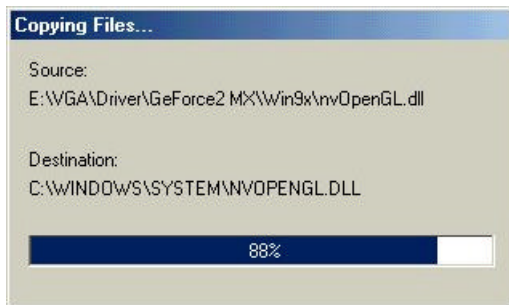 Copying Files...
Source:
E:\VGA\Driver\GeForce2 MX\Win9x\nvOpenGL.dll
Destination:
C:\WINDOWS\SYSTEM\NVOPENGL.DLL
88%